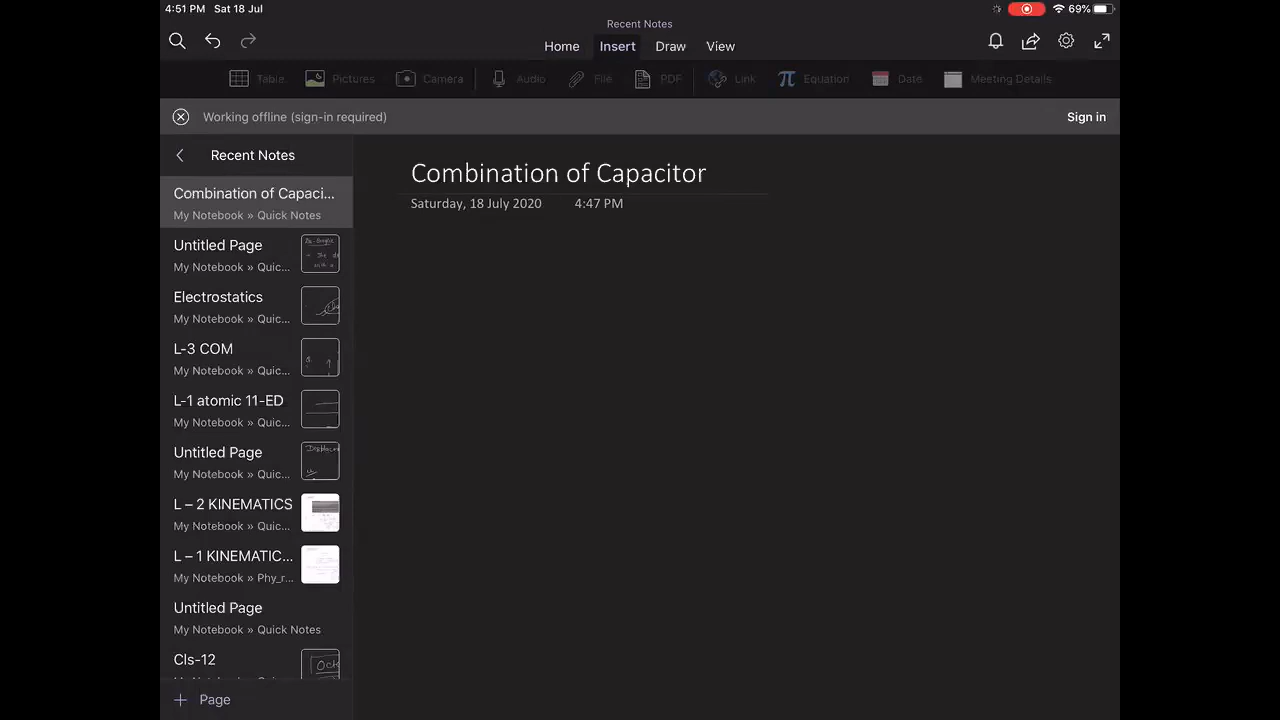 4:51 PM Sat 18 Jul 69%
Recent Notes
Home Insert Draw View
Table Pictures Camera Audio File PDF Link Equation Date Meeting Details
Working offline (sign-in required) Sign in
Recent Notes
Combination of Capaci...
My Notebook » Quick Notes
Untitled Page
My Notebook » Quic...
Electrostatics
My Notebook » Quic...
L-3 COM
My Notebook » Quic...
L-1 atomic 11-ED
My Notebook » Quic...
Untitled Page
My Notebook » Quic...
L – 2 KINEMATICS
My Notebook » Quic...
L – 1 KINEMATIC...
My Notebook » Phy_r...
Untitled Page
My Notebook » Quick Notes
Cls-12
Page
Combination of Capacitor
Saturday, 18 July 2020 4:47 PM